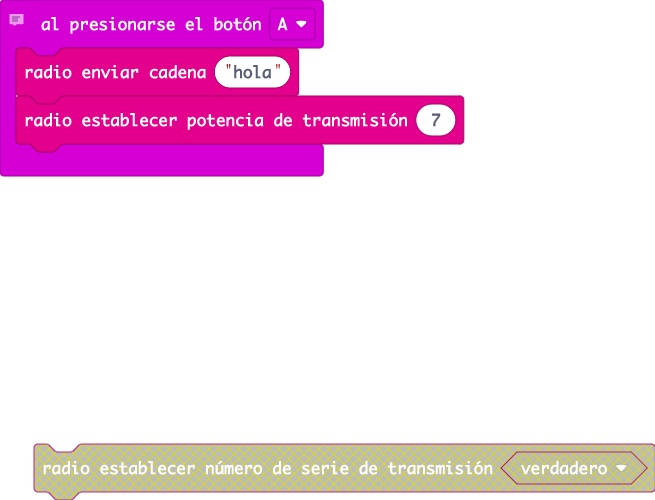 al presionarse el botón A
radio enviar cadena "hola"
radio establecer potencia de transmisión 7
radio establecer número de serie de transmisión verdadero